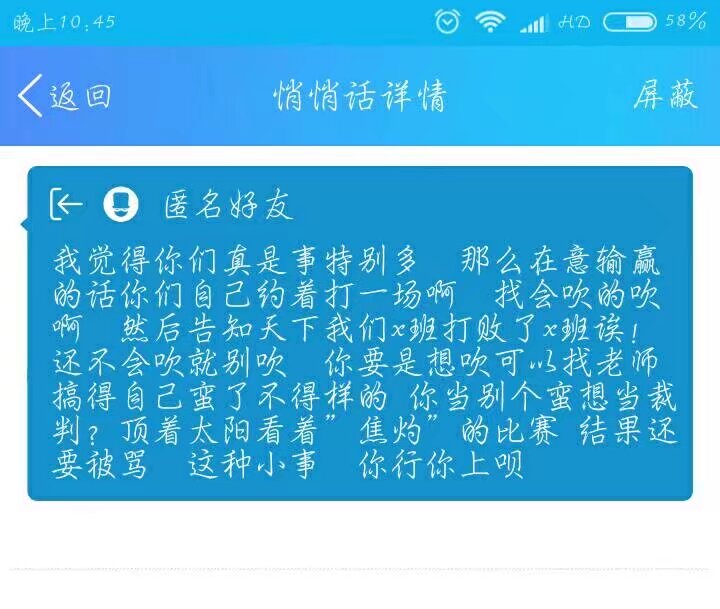 晚上10:45
HD
58%
返回
悄悄话详情
屏蔽
匿名好友
我觉得你们真是事特别多 那么在意输赢
的话你们自己约着打一场啊 找会吹的吹
啊 然后告知天下我们x班打败了x班诶！
还不会吹就别吹 你要是想吹可以找老师
搞得自己蛮了不得样的 你当别个蛮想当裁
判？顶着太阳看着”焦灼”的比赛 结果还
要被骂 这种小事 你行你上呗